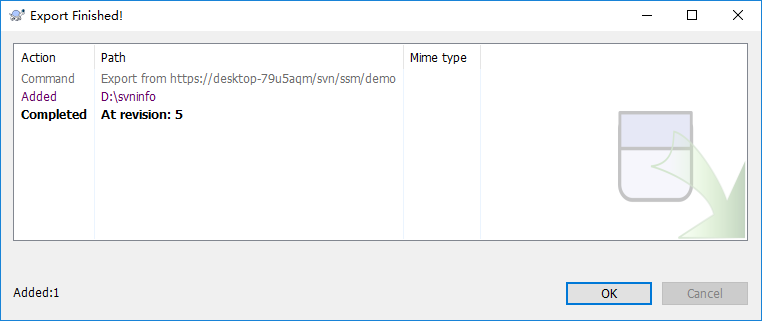 Export Finished!
Action Path Mime type
Command Export from https://desktop-79u5aqm/svn/ssm/demo
Added D:\svninfo
Completed At revision: 5
Added:1 OK Cancel